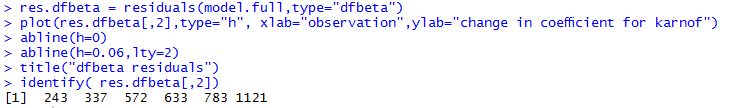 > res.dfbeta = residuals(model.full,type="dfbeta")
> plot(res.dfbeta[,2],type="h", xlab="observation",ylab="change in coefficient for karnof")
> abline(h=0)
> abline(h=0.06,lty=2)
> title("dfbeta residuals")
> identify( res.dfbeta[,2])
[1]  243  337  572  633  783 1121